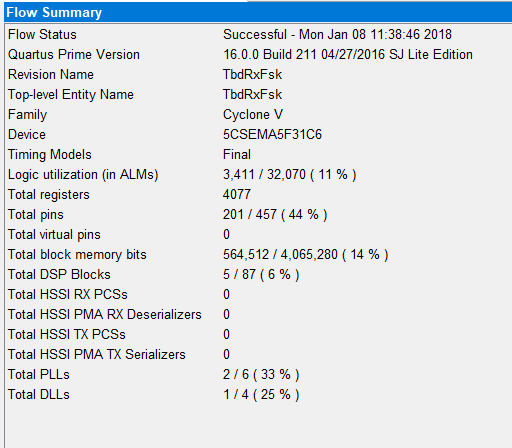 Flow Summary
Flow Status Successful - Mon Jan 08 11:38:46 2018
Quartus Prime Version 16.0.0 Build 211 04/27/2016 SJ Lite Edition
Revision Name TbdRxFsk
Top-level Entity Name TbdRxFsk
Family Cyclone V
Device 5CSEMA5F31C6
Timing Models Final
Logic utilization (in ALMs) 3,411 / 32,070 ( 11 % )
Total registers 4077
Total pins 201 / 457 ( 44 % )
Total virtual pins 0
Total block memory bits 564,512 / 4,065,280 ( 14 % )
Total DSP Blocks 5 / 87 ( 6 % )
Total HSSI RX PCSs 0
Total HSSI PMA RX Deserializers 0
Total HSSI TX PCSs 0
Total HSSI PMA TX Serializers 0
Total PLLs 2 / 6 ( 33 % )
Total DLLs 1 / 4 ( 25 % )